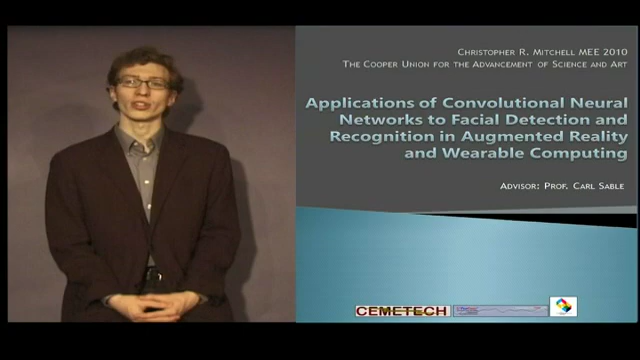 CHRISTOPHER R. MITCHELL MEE 2010
THE COOPER UNION FOR THE ADVANCEMENT OF SCIENCE AND ART
Applications of Convolutional Neural
Networks to Facial Detection and
Recognition in Augmented Reality
and Wearable Computing
ADVISOR: PROF. CARL SABLE
CEMETECH